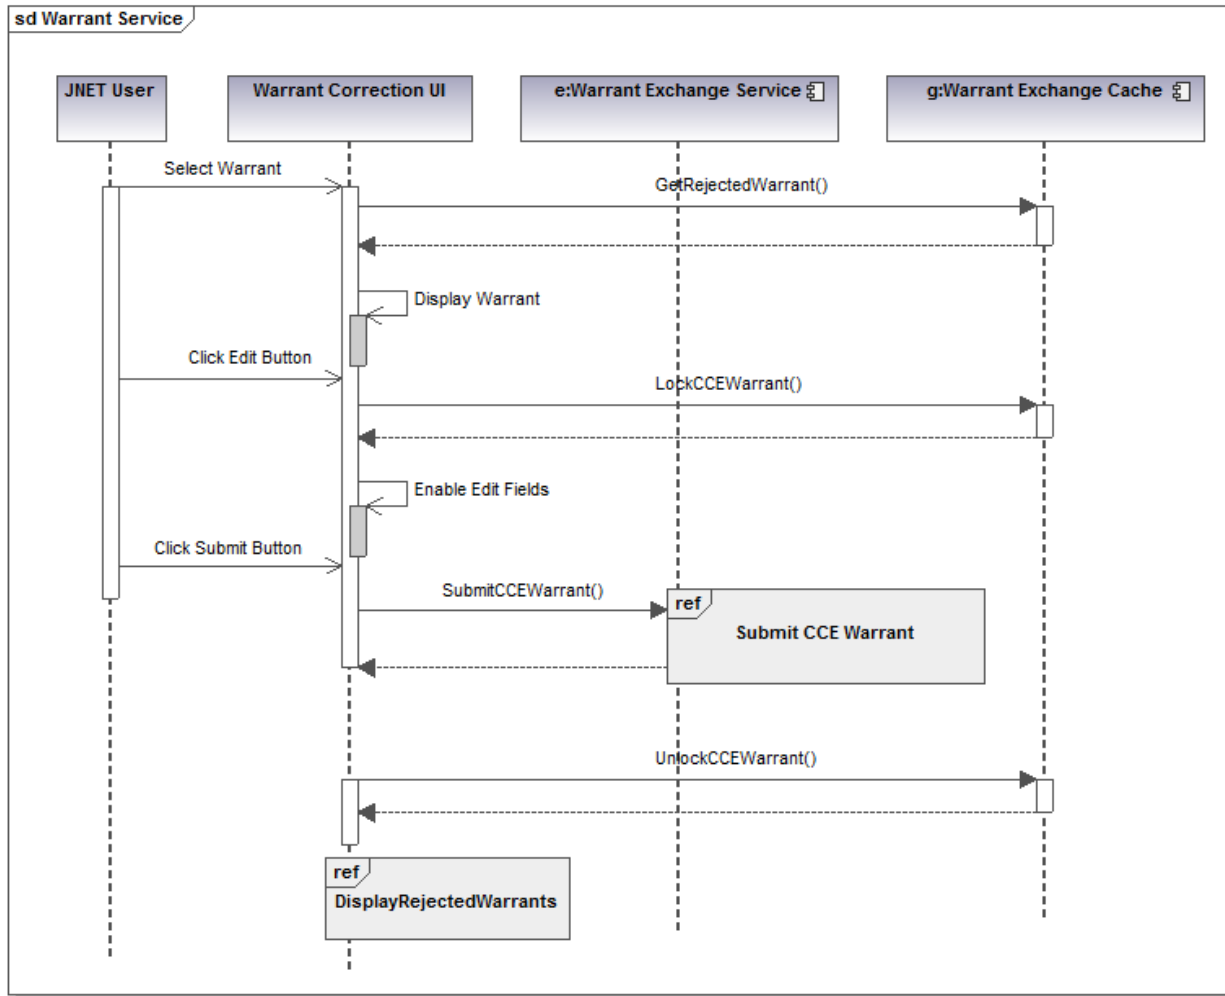 sd Warrant Service
JNET User
Warrant Correction UI
e:Warrant Exchange Service
g:Warrant Exchange Cache
Select Warrant
GetRejectedWarrant()
Display Warrant
Click Edit Button
LockCCEWarrant()
Enable Edit Fields
Click Submit Button
SubmitCCEWarrant()
ref
Submit CCE Warrant
UnlockCCEWarrant()
ref
DisplayRejectedWarrants